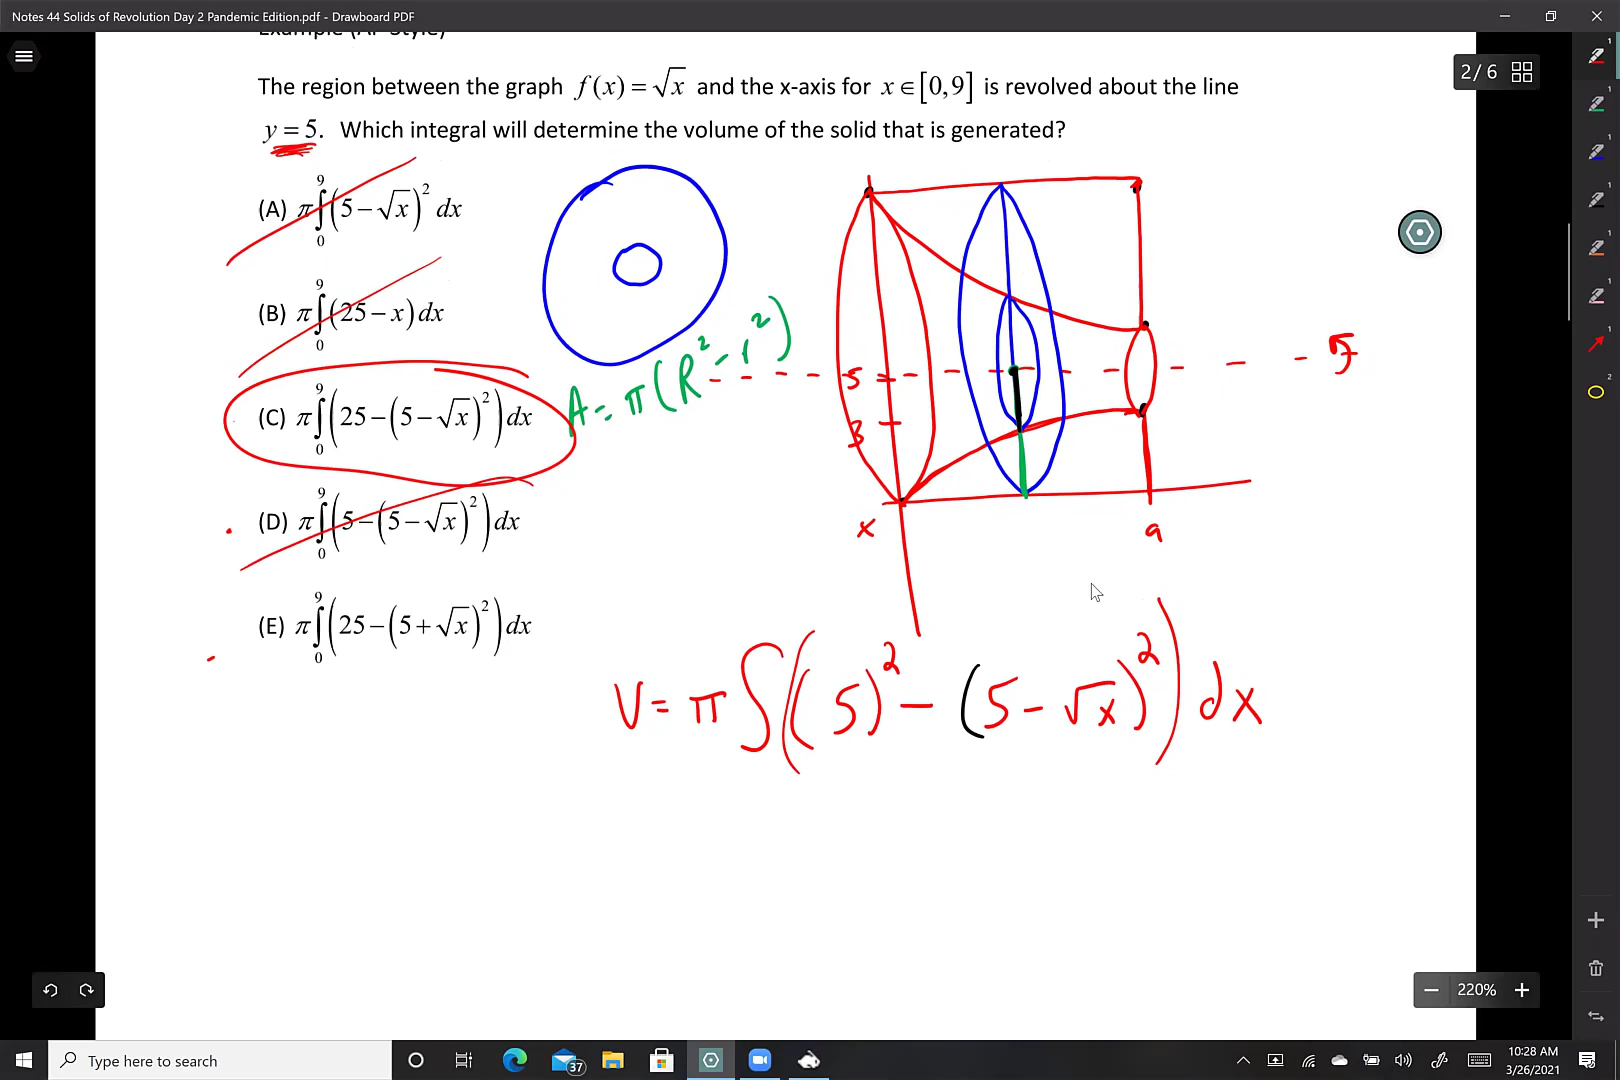 Notes 44 Solids of Revolution Day 2 Pandemic Edition.pdf - Drawboard PDF
Example (AP Style)
2 / 6
The region between the graph f(x) = √x and the x-axis for x ∈ [0,9] is revolved about the line
y = 5. Which integral will determine the volume of the solid that is generated?
(A) π∫₀⁹(5−√x)² dx
(B) π∫₀⁹(25−x)dx
(C) π∫₀⁹(25−(5−√x)²)dx
(D) π∫₀⁹(5−(5−√x)²)dx
(E) π∫₀⁹(25−(5+√x)²)dx
A = π(R² − r²)
5
3
x
9
V = π∫((5)² − (5−√x)²)dx
220%
Type here to search
37
10:28 AM
3/26/2021